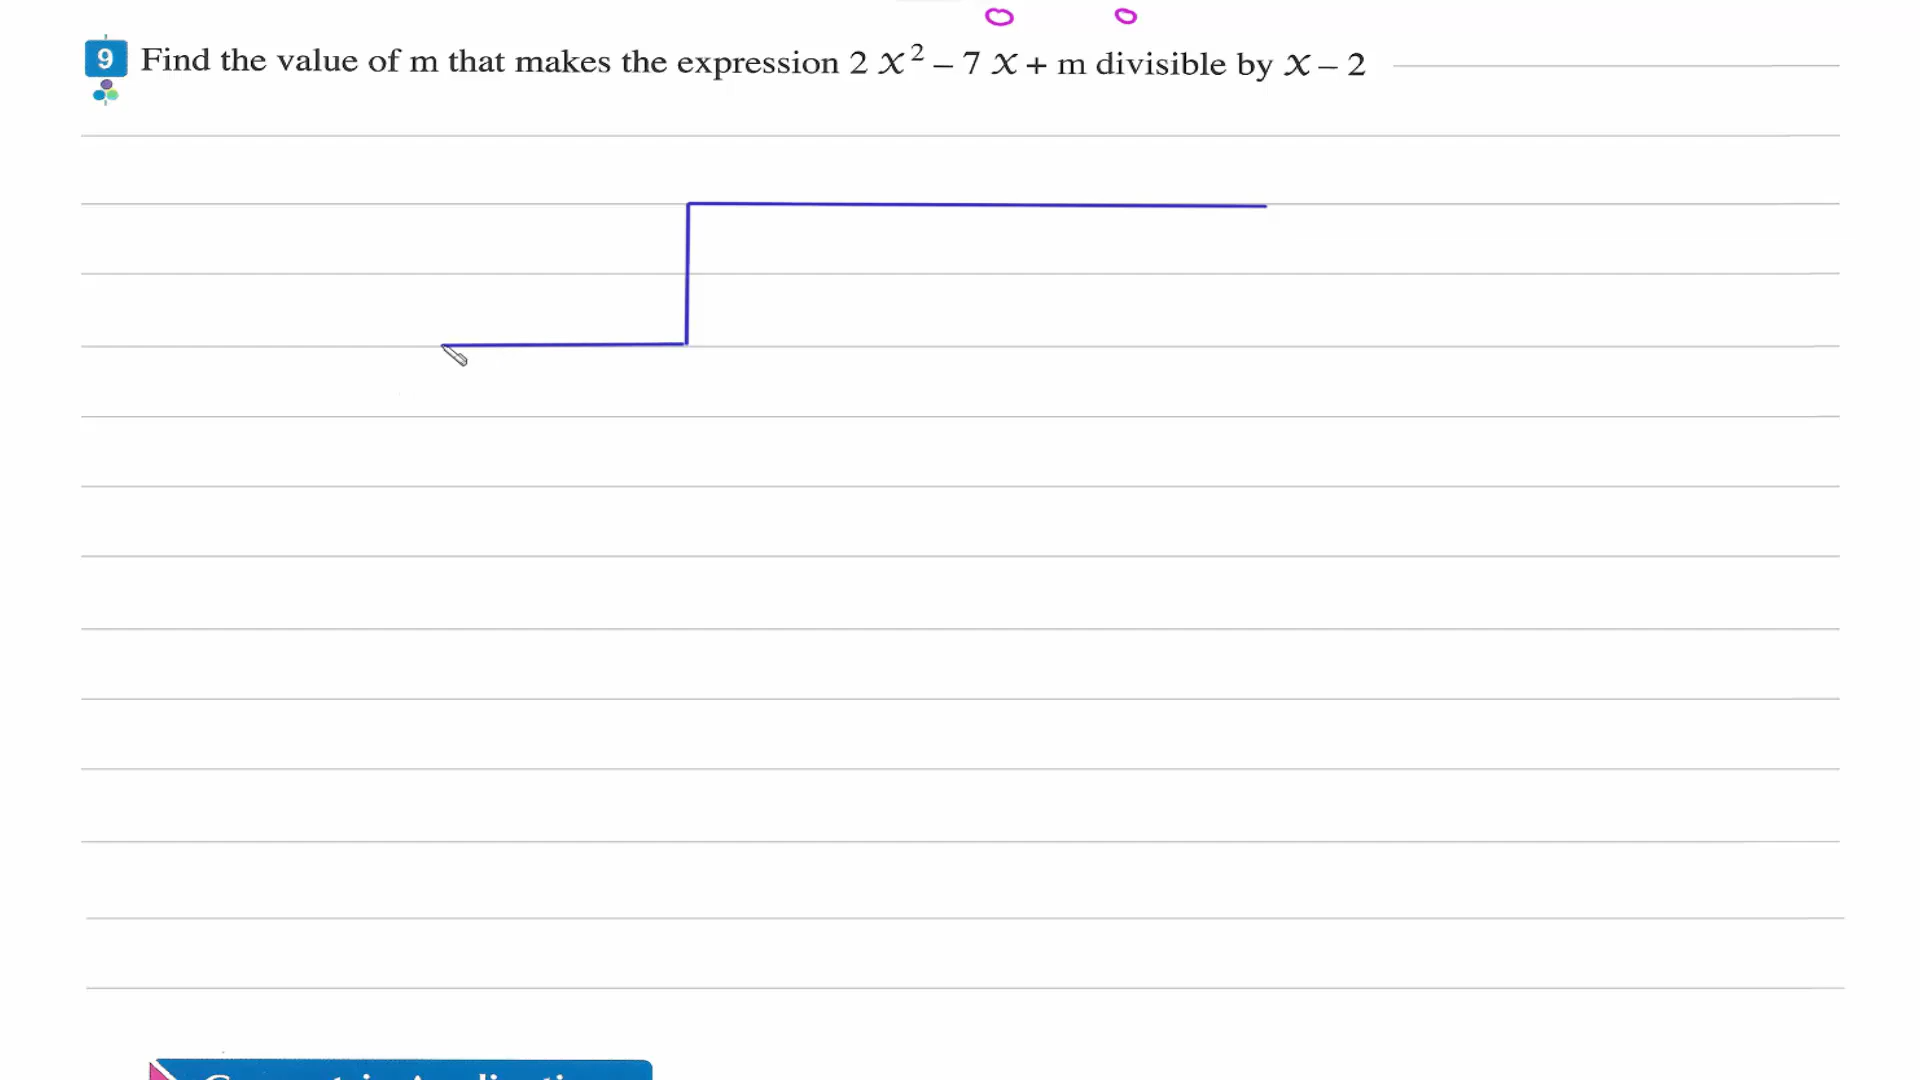 9 Find the value of m that makes the expression 2 x² – 7 x + m divisible by x – 2